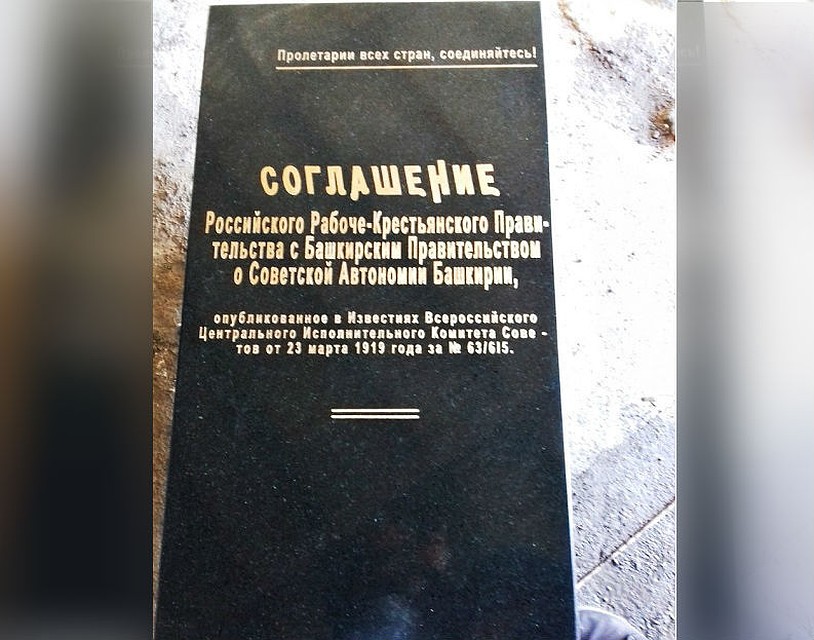 Пролетарии всех стран, соединяйтесь!
СОГЛАШЕНИЕ
Российского Рабоче-Крестьянского Прави-
тельства с Башкирским Правительством
о Советской Автономии Башкирии,
опубликованное в Известиях Всероссийского
Центрального Исполнительного Комитета Сове -
тов от 23 марта 1919 года за № 63/615.